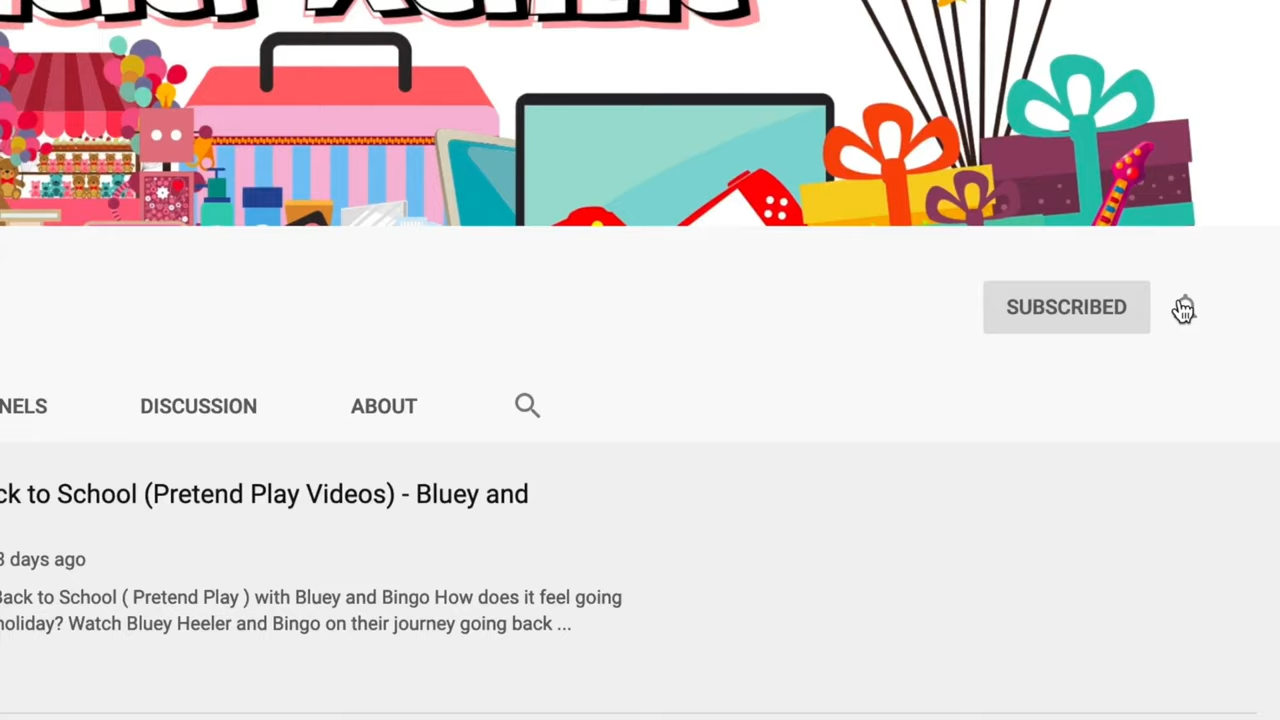 SUBSCRIBED
NELS DISCUSSION ABOUT
ck to School (Pretend Play Videos) - Bluey and
3 days ago
Back to School ( Pretend Play ) with Bluey and Bingo How does it feel going
holiday? Watch Bluey Heeler and Bingo on their journey going back ...